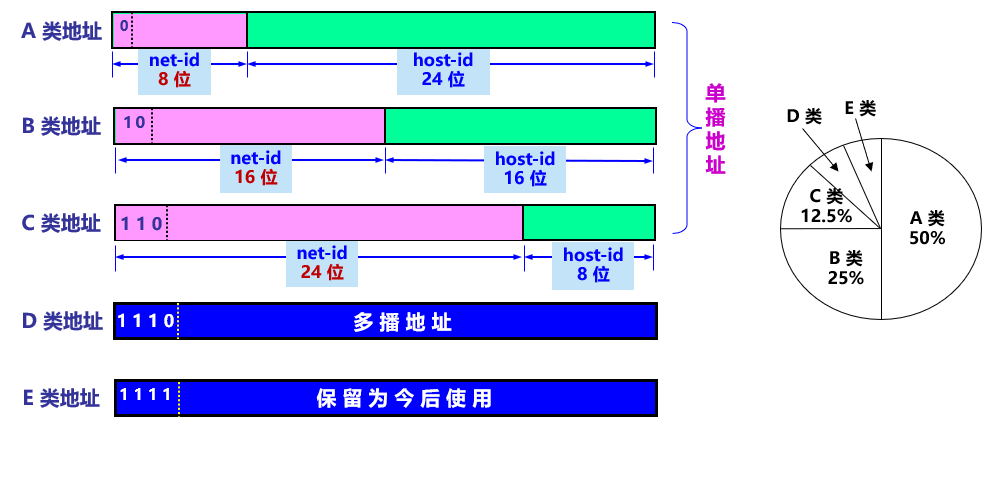 A 类地址
0
net-id
8 位
host-id
24 位
B 类地址
10
net-id
16 位
host-id
16 位
C 类地址
1 1 0
net-id
24 位
host-id
8 位
D 类地址
1 1 1 0
多 播 地 址
E 类地址
1 1 1 1
保 留 为 今 后 使 用
单播地址
D 类
E 类
C 类
12.5%
A 类
50%
B 类
25%